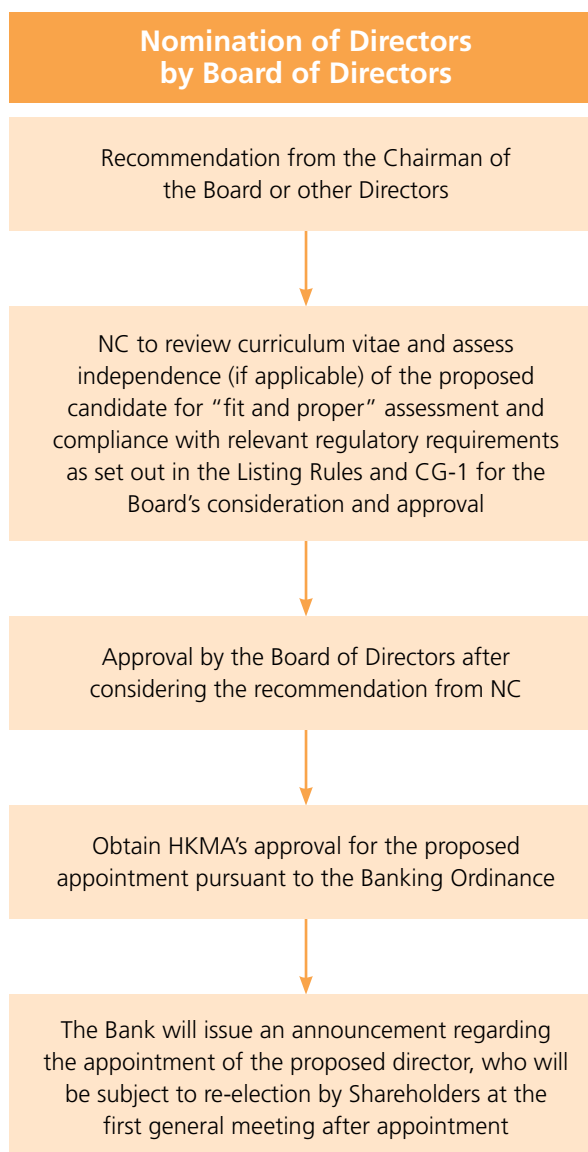 Nomination of Directors
by Board of Directors
Recommendation from the Chairman of
the Board or other Directors
NC to review curriculum vitae and assess
independence (if applicable) of the proposed
candidate for “fit and proper” assessment and
compliance with relevant regulatory requirements
as set out in the Listing Rules and CG-1 for the
Board’s consideration and approval
Approval by the Board of Directors after
considering the recommendation from NC
Obtain HKMA’s approval for the proposed
appointment pursuant to the Banking Ordinance
The Bank will issue an announcement regarding
the appointment of the proposed director, who will
be subject to re-election by Shareholders at the
first general meeting after appointment